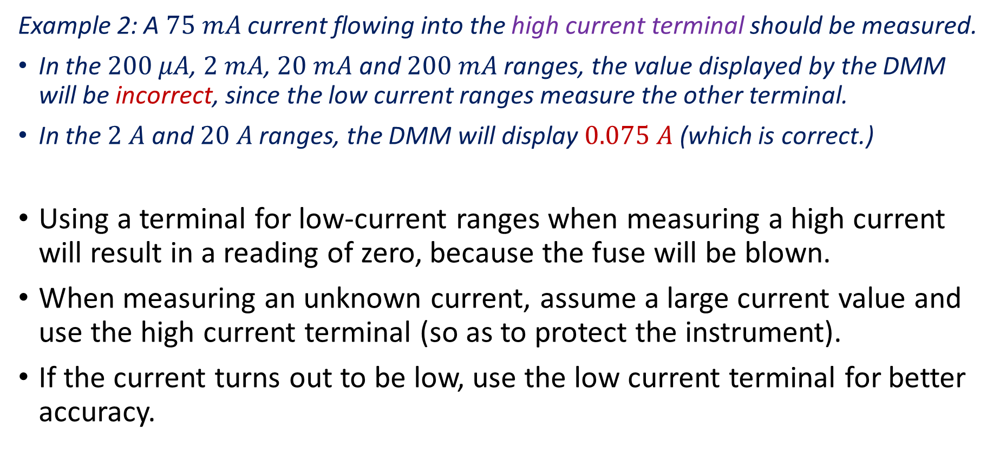 Example 2: A 75 mA current flowing into the high current terminal should be measured.
• In the 200 μA, 2 mA, 20 mA and 200 mA ranges, the value displayed by the DMM
will be incorrect, since the low current ranges measure the other terminal.
• In the 2 A and 20 A ranges, the DMM will display 0.075 A (which is correct.)
• Using a terminal for low-current ranges when measuring a high current
will result in a reading of zero, because the fuse will be blown.
• When measuring an unknown current, assume a large current value and
use the high current terminal (so as to protect the instrument).
• If the current turns out to be low, use the low current terminal for better
accuracy.